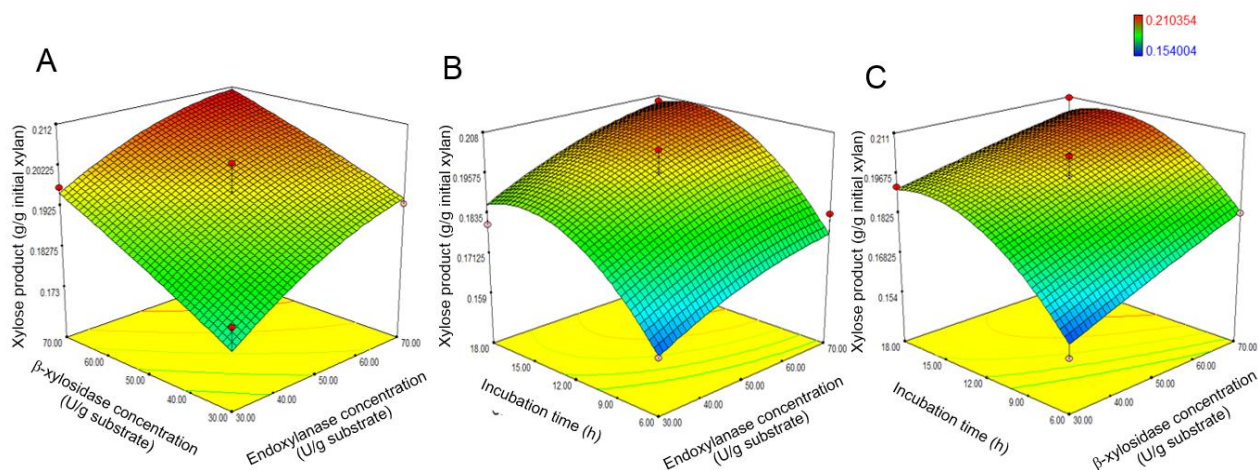 0.210354
0.154004
A
B
C
Xylose product (g/g initial xylan)
0.212
0.20225
0.1925
0.18275
0.173
70.00
60.00
50.00
40.00
30.00
β-xylosidase concentration
(U/g substrate)
30.00
40.00
50.00
60.00
70.00
Endoxylanase concentration
(U/g substrate)
Xylose product (g/g initial xylan)
0.208
0.19575
0.1835
0.17125
0.159
18.00
15.00
12.00
9.00
6.00
Incubation time (h)
30.00
40.00
50.00
60.00
70.00
Endoxylanase concentration
(U/g substrate)
Xylose product (g/g initial xylan)
0.211
0.19675
0.1825
0.16825
0.154
18.00
15.00
12.00
9.00
6.00
Incubation time (h)
30.00
40.00
50.00
60.00
70.00
β-xylosidase concentration
(U/g substrate)